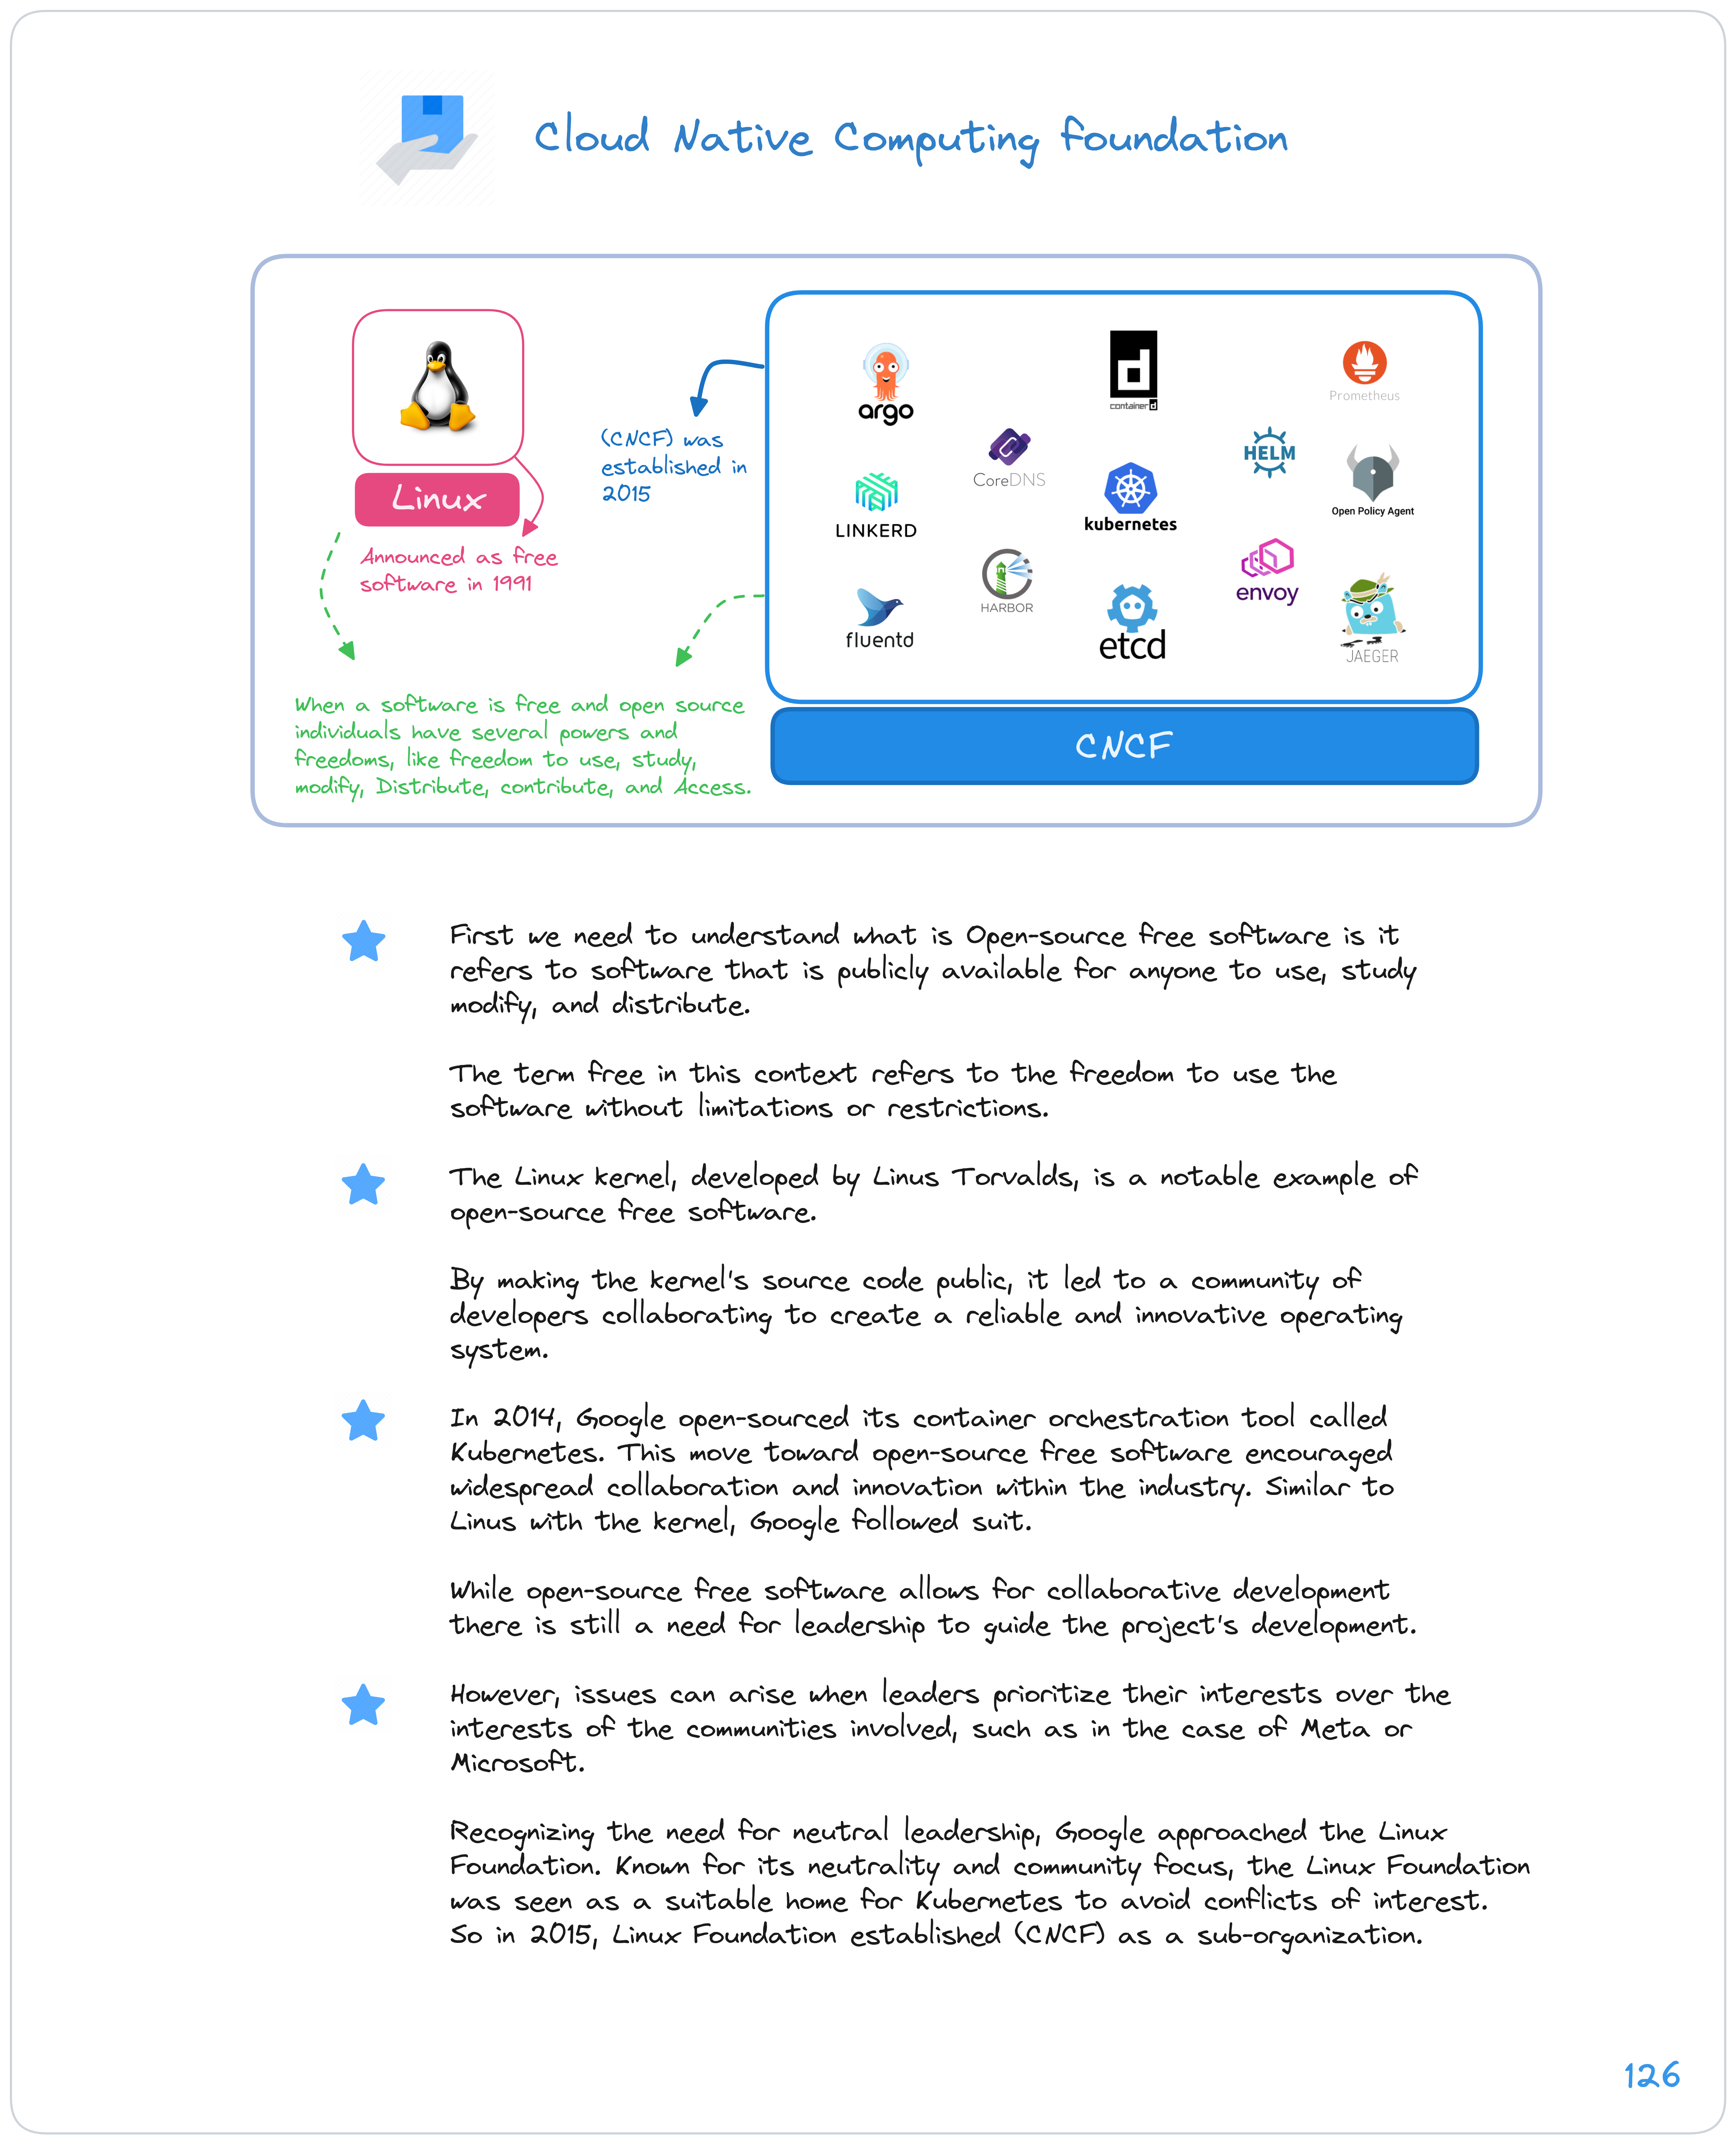 Cloud Native Computing Foundation
Linux
Announced as free
software in 1991
(CNCF) was
established in
2015
When a software is free and open source
individuals have several powers and
freedoms, like freedom to use, study,
modify, Distribute, contribute, and Access.
argo
containerd
Prometheus
CoreDNS
HELM
LINKERD
kubernetes
Open Policy Agent
HARBOR
envoy
fluentd
etcd
JAEGER
CNCF
First we need to understand what is Open-source free software is it
refers to software that is publicly available for anyone to use, study
modify, and distribute.
The term free in this context refers to the freedom to use the
software without limitations or restrictions.
The Linux kernel, developed by Linus Torvalds, is a notable example of
open-source free software.
By making the kernel's source code public, it led to a community of
developers collaborating to create a reliable and innovative operating
system.
In 2014, Google open-sourced its container orchestration tool called
Kubernetes. This move toward open-source free software encouraged
widespread collaboration and innovation within the industry. Similar to
Linus with the kernel, Google followed suit.
While open-source free software allows for collaborative development
there is still a need for leadership to guide the project's development.
However, issues can arise when leaders prioritize their interests over the
interests of the communities involved, such as in the case of Meta or
Microsoft.
Recognizing the need for neutral leadership, Google approached the Linux
Foundation. Known for its neutrality and community focus, the Linux Foundation
was seen as a suitable home for Kubernetes to avoid conflicts of interest.
So in 2015, Linux Foundation established (CNCF) as a sub-organization.
126